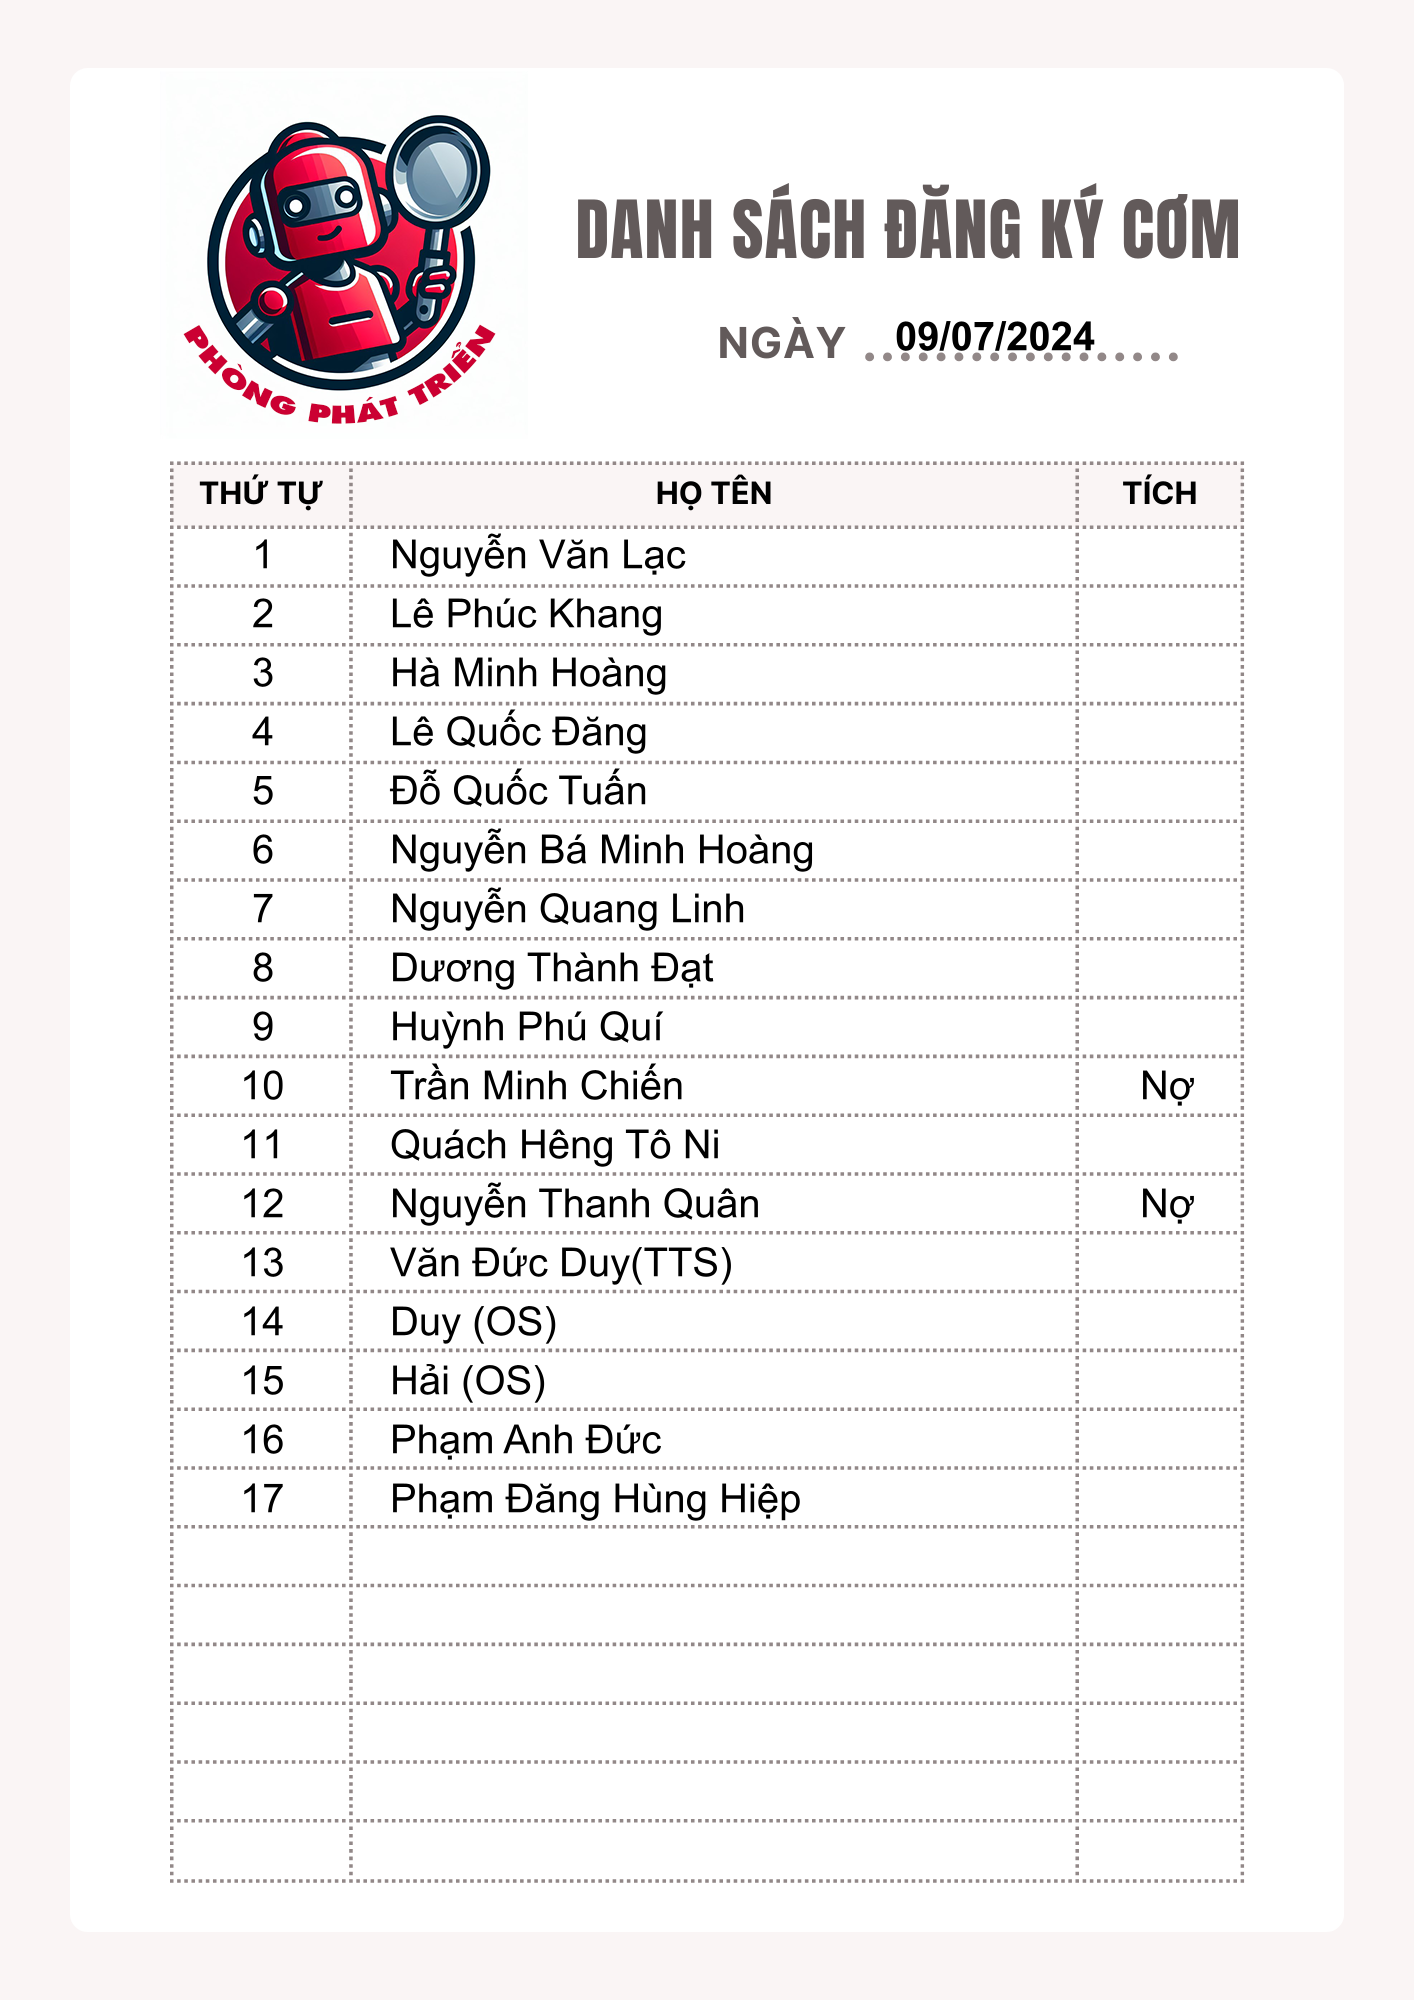 PHÒNG PHÁT TRIỂN
DANH SÁCH ĐĂNG KÝ CƠM
NGÀY 09/07/2024
THỨ TỰ HỌ TÊN TÍCH
1 Nguyễn Văn Lạc
2 Lê Phúc Khang
3 Hà Minh Hoàng
4 Lê Quốc Đăng
5 Đỗ Quốc Tuấn
6 Nguyễn Bá Minh Hoàng
7 Nguyễn Quang Linh
8 Dương Thành Đạt
9 Huỳnh Phú Quí
10 Trần Minh Chiến Nợ
11 Quách Hêng Tô Ni
12 Nguyễn Thanh Quân Nợ
13 Văn Đức Duy(TTS)
14 Duy (OS)
15 Hải (OS)
16 Phạm Anh Đức
17 Phạm Đăng Hùng Hiệp